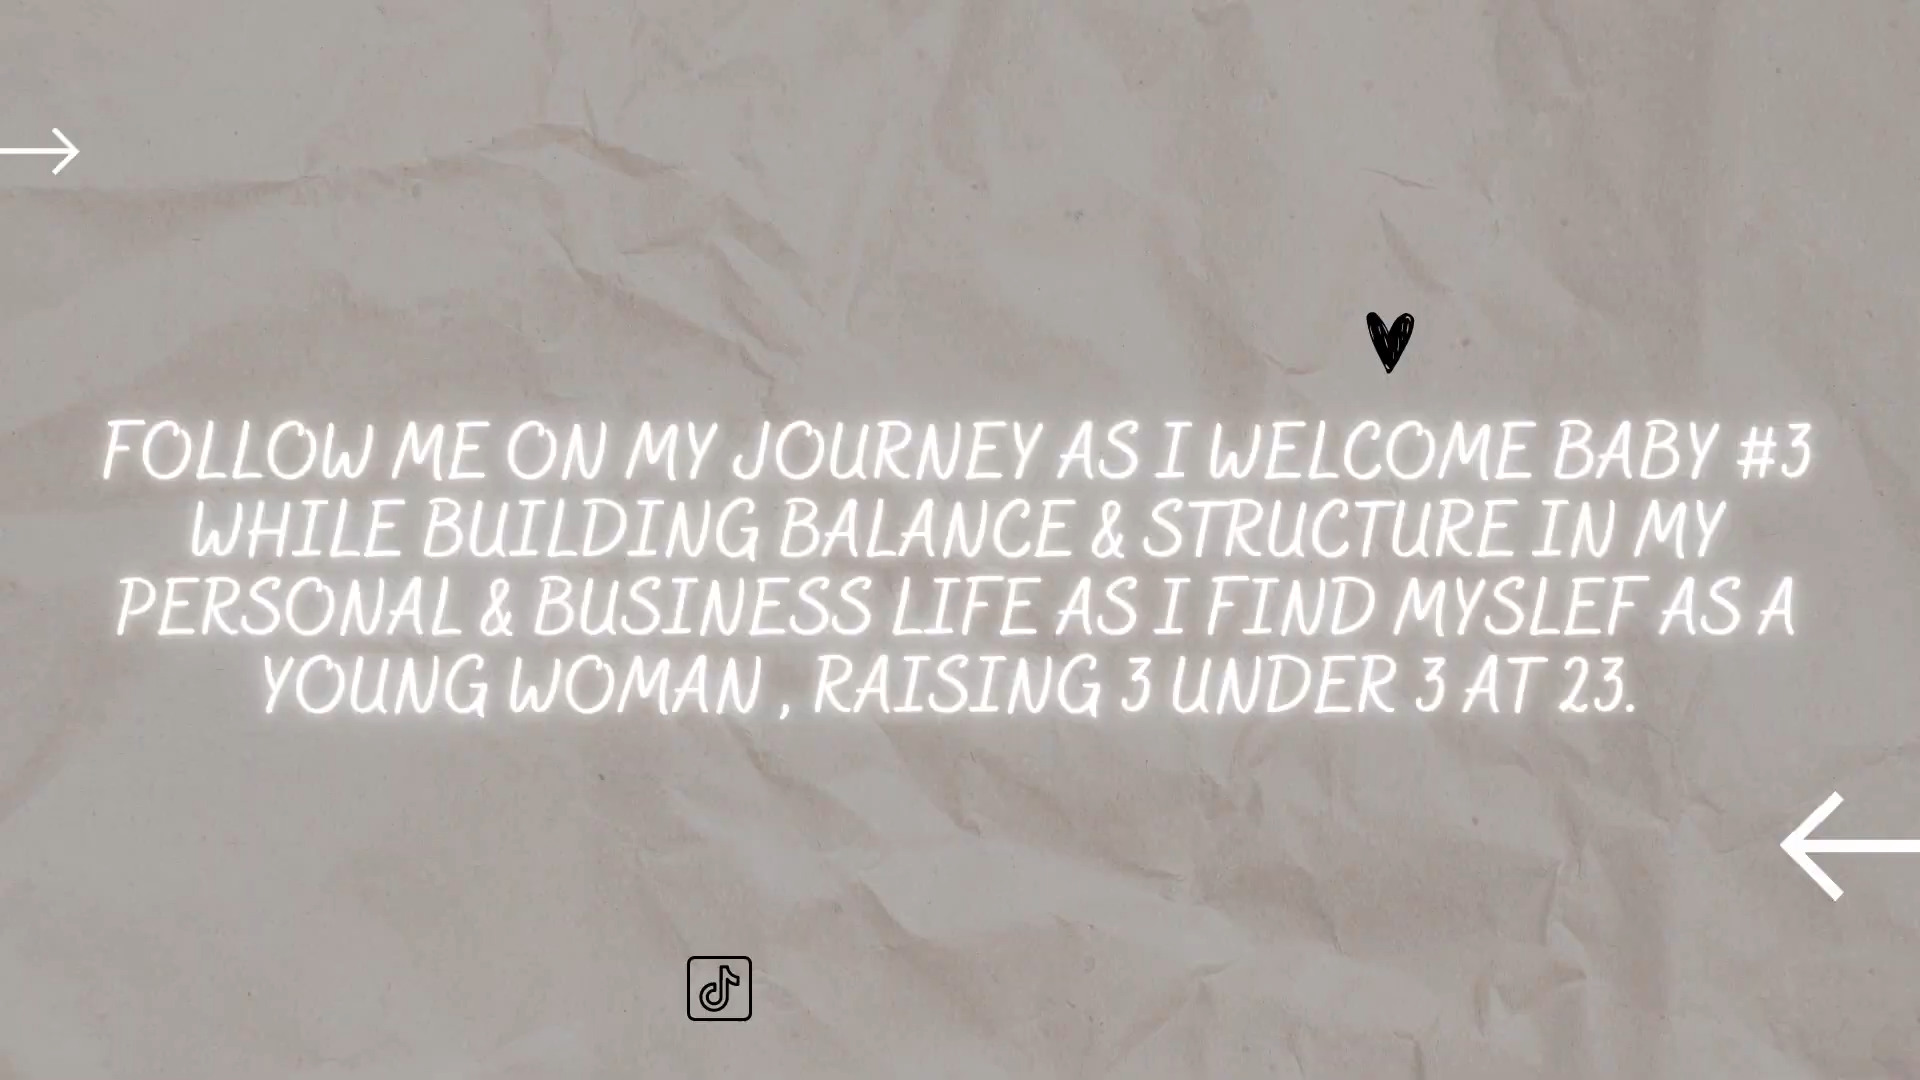 FOLLOW ME ON MY JOURNEY AS I WELCOME BABY #3
WHILE BUILDING BALANCE & STRUCTURE IN MY
PERSONAL & BUSINESS LIFE AS I FIND MYSLEF AS A
YOUNG WOMAN , RAISING 3 UNDER 3 AT 23.